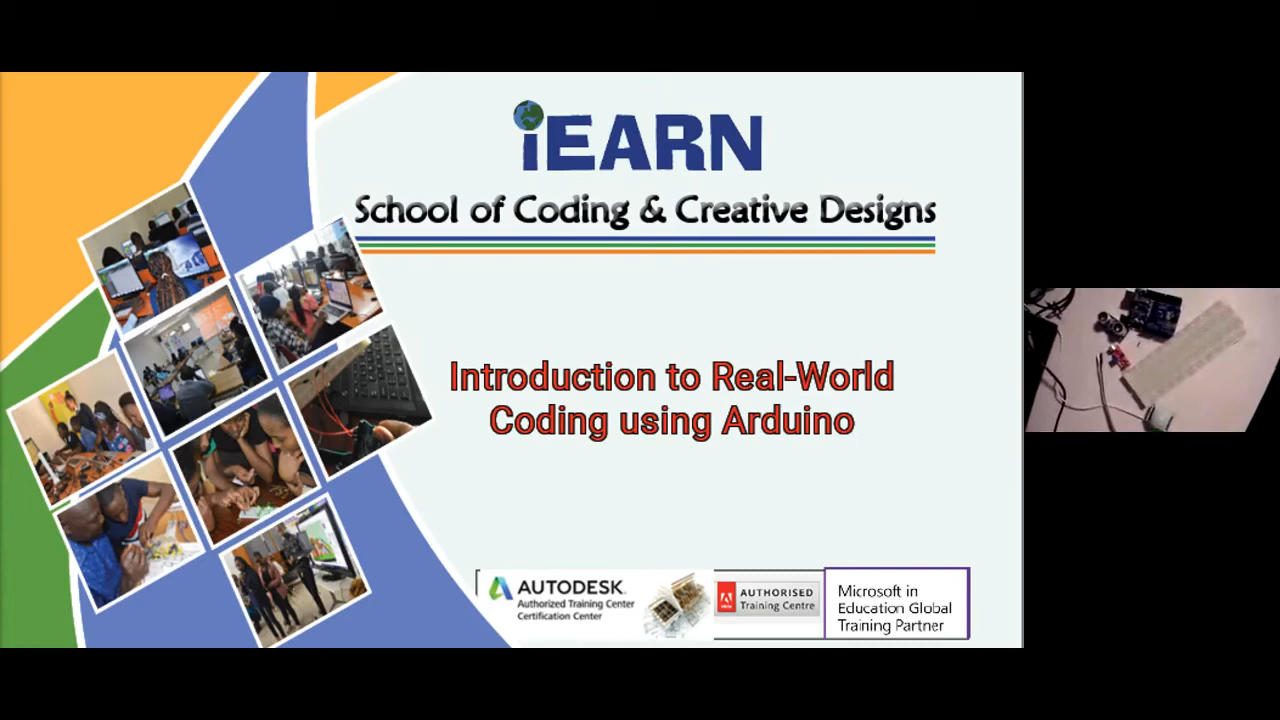 iEARN
School of Coding & Creative Designs
Introduction to Real-World
Coding using Arduino
AUTODESK.
Authorized Training Center
Certification Center
Adobe
AUTHORISED
Training Centre
Microsoft in
Education Global
Training Partner